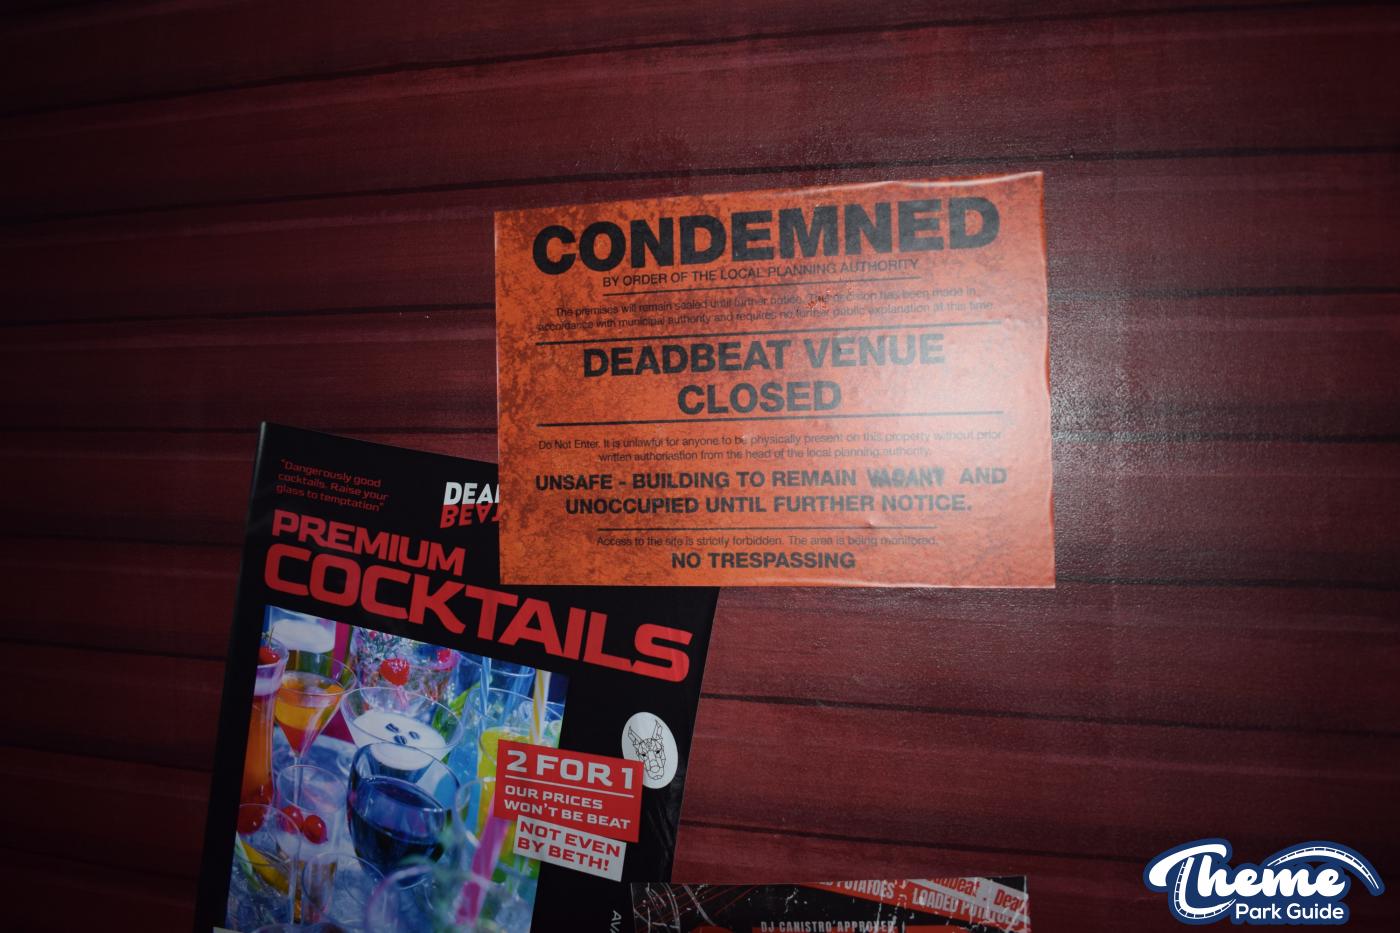 CONDEMNED
BY ORDER OF THE LOCAL PLANNING AUTHORITY
The premises will remain sealed until further notice. This decision has been made in
accordance with municipal authority and requires no further public explanation at this time.
DEADBEAT VENUE
CLOSED
Do Not Enter. It is unlawful for anyone to be physically present on this property without prior
written authorisation from the head of the local planning authority.
UNSAFE - BUILDING TO REMAIN VACANT AND
UNOCCUPIED UNTIL FURTHER NOTICE.
Access to the site is strictly forbidden. The area is being monitored.
NO TRESPASSING
"Dangerously good
cocktails. Raise your
glass to temptation"
DEAD
BEAT
PREMIUM
COCKTAILS
2 FOR 1
OUR PRICES
WON'T BE BEAT
NOT EVEN
BY BETH!
POTATOES
LOADED
DJ CANISTRO APPROVED
Theme
Park Guide